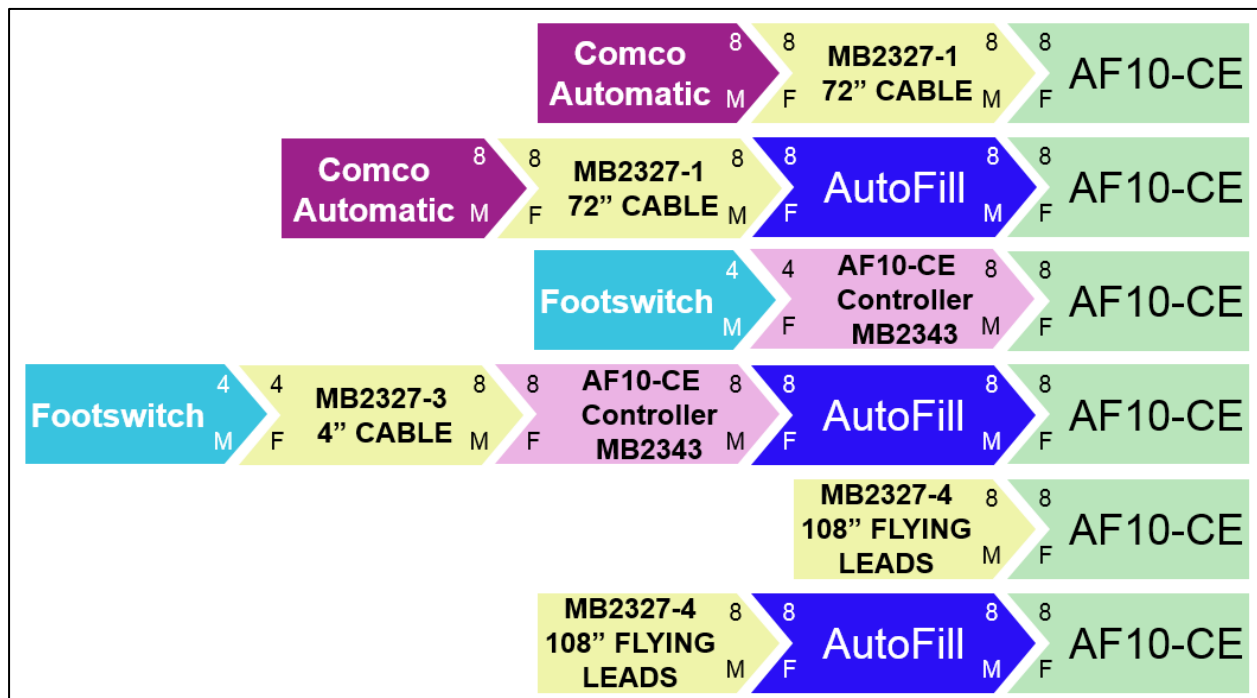 8 8 8 8
Comco MB2327-1 AF10-CE
Automatic 72” CABLE
M F M F
8 8 8 8 8 8
Comco MB2327-1 AutoFill AF10-CE
Automatic 72” CABLE
M F M F M F
4 4 8 8
AF10-CE
Footswitch Controller AF10-CE
MB2343
M F M F
4 4 8 8 8 8 8 8
MB2327-3 AF10-CE
Footswitch 4” CABLE Controller AutoFill AF10-CE
MB2343
M F M F M F M F
8 8
MB2327-4
108” FLYING AF10-CE
LEADS
M F
8 8 8 8
MB2327-4
108” FLYING AutoFill AF10-CE
LEADS
M F M F